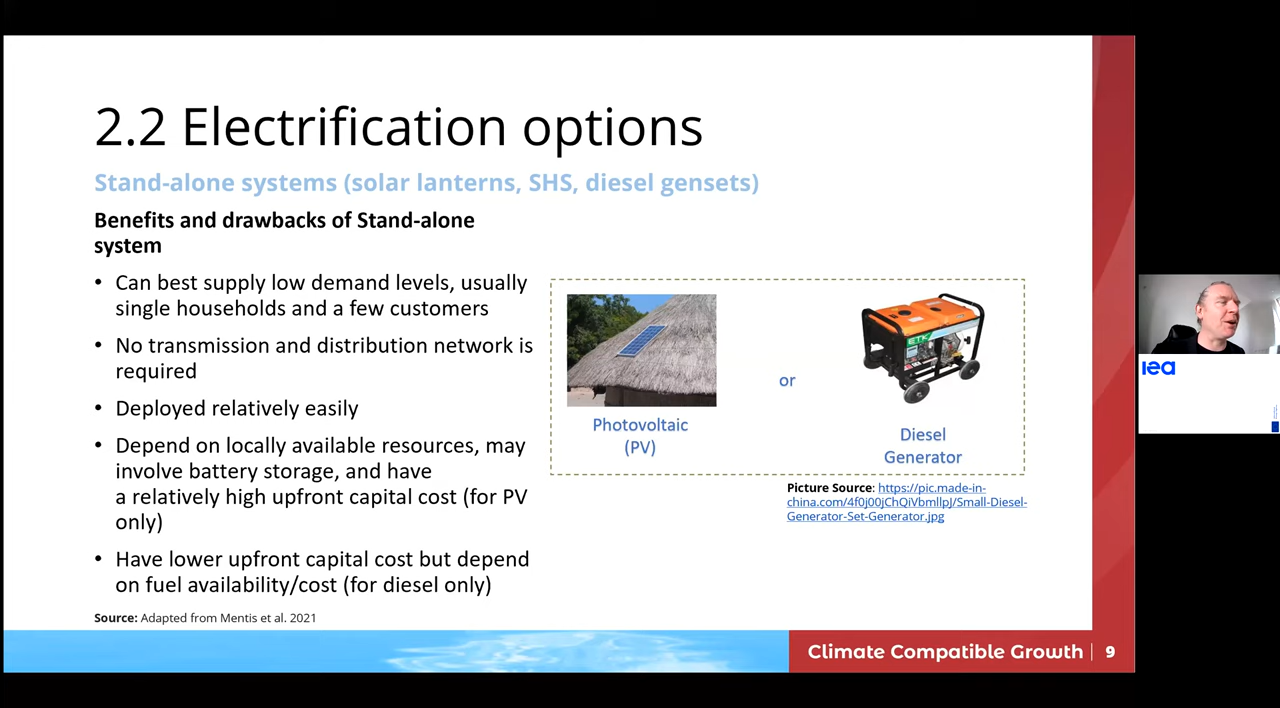 2.2 Electrification options
Stand-alone systems (solar lanterns, SHS, diesel gensets)
Benefits and drawbacks of Stand-alone
system
• Can best supply low demand levels, usually
single households and a few customers
• No transmission and distribution network is
required
• Deployed relatively easily
• Depend on locally available resources, may
involve battery storage, and have
a relatively high upfront capital cost (for PV
only)
• Have lower upfront capital cost but depend
on fuel availability/cost (for diesel only)
Source: Adapted from Mentis et al. 2021
Photovoltaic
(PV)
or
Diesel
Generator
Picture Source: https://pic.made-in-
china.com/4f0j00jChQiVbmllpJ/Small-Diesel-
Generator-Set-Generator.jpg
Climate Compatible Growth | 9
iea